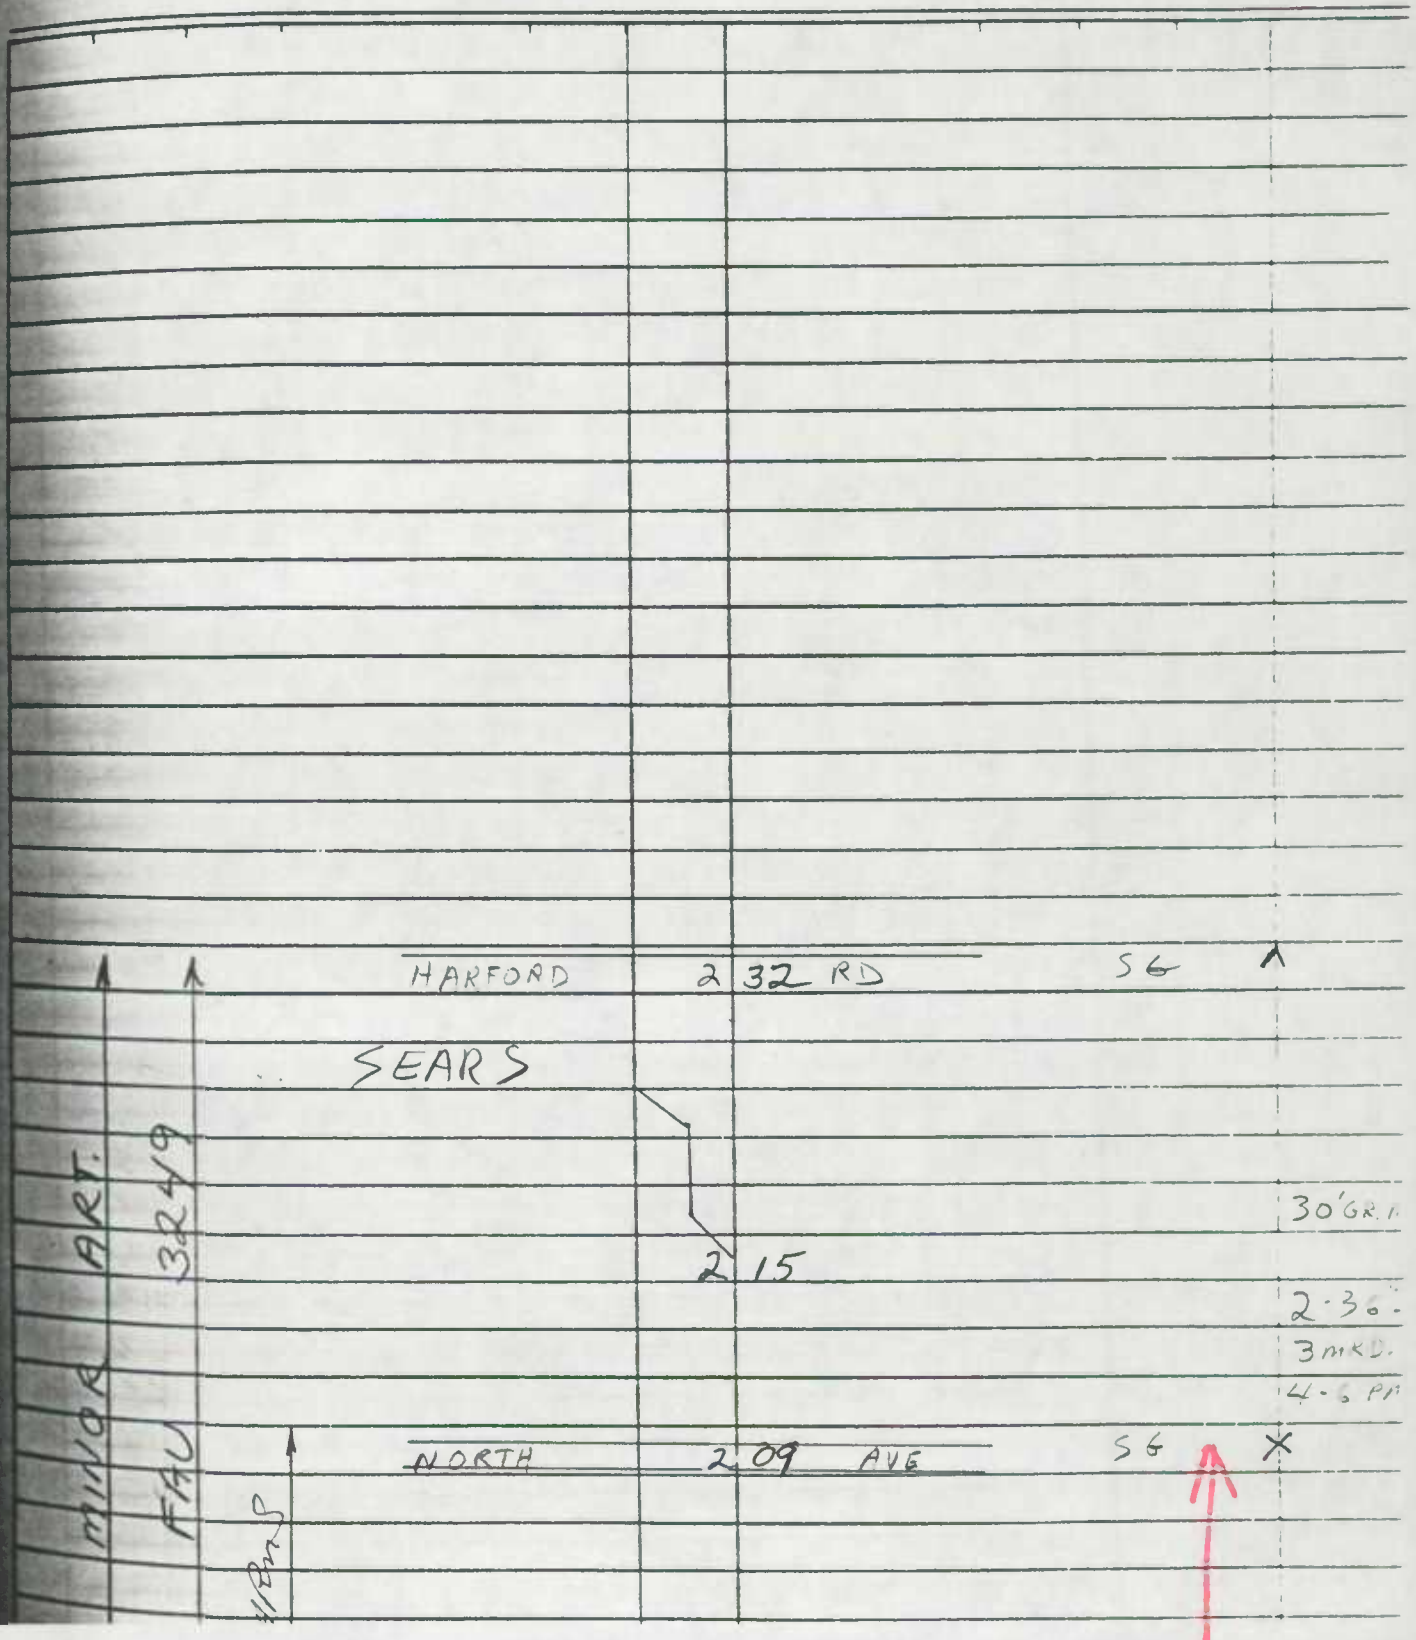 HARFORD 2 32 RD SG
SEARS
30' GR.
2 15
2-30
3 MKD.
4-6 PM
NORTH 2 09 AVE SG X
MINOR ART.
FAU 3249